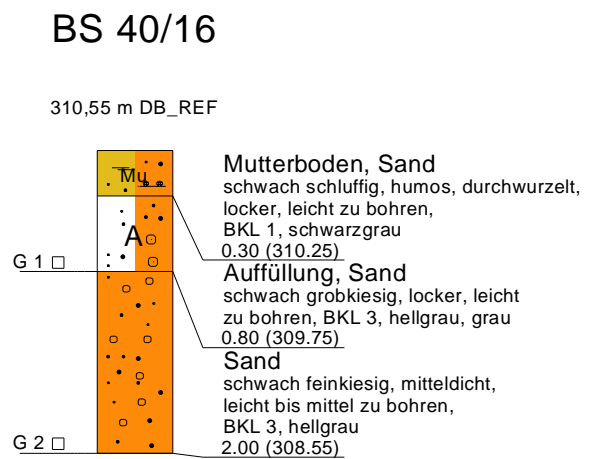 BS 40/16
310,55 m DB_REF
Mu
Mutterboden, Sand
schwach schluffig, humos, durchwurzelt,
locker, leicht zu bohren,
BKL 1, schwarzgrau
0.30 (310.25)
A
G 1
Auffüllung, Sand
schwach grobkiesig, locker, leicht
zu bohren, BKL 3, hellgrau, grau
0.80 (309.75)
Sand
schwach feinkiesig, mitteldicht,
leicht bis mittel zu bohren,
BKL 3, hellgrau
G 2
2.00 (308.55)